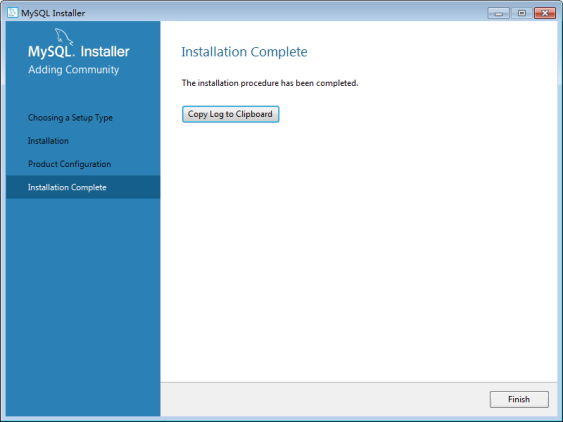 MySQL Installer
MySQL. Installer
Adding Community
Choosing a Setup Type
Installation
Product Configuration
Installation Complete
Installation Complete
The installation procedure has been completed.
Copy Log to Clipboard
Finish